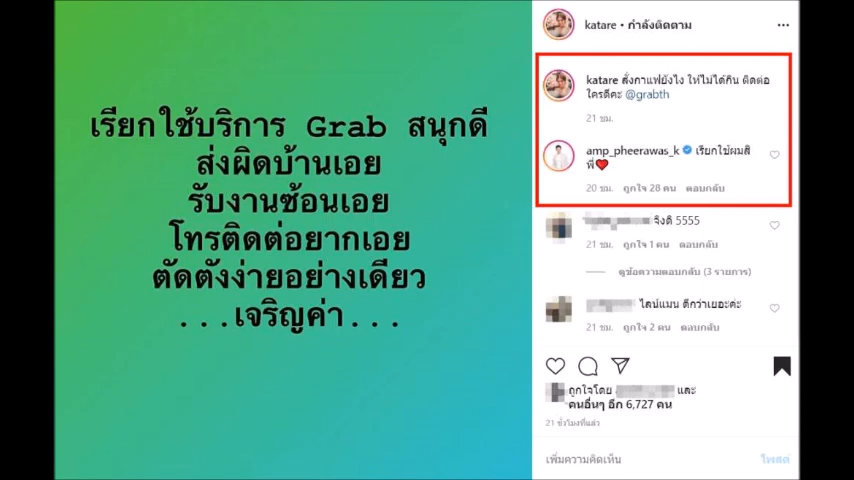 เรียกใช้บริการ Grab สนุกดี
ส่งผิดบ้านเอย
รับงานซ้อนเอย
โทรติดต่อยากเอย
ตัดตังง่ายอย่างเดียว
...เจริญค่า...
katare • กำลังติดตาม
katare สั่งกาแฟยังไง ให้ไม่ได้กิน ติดต่อ
ใครดีคะ @grabth
21 ชม.
amp_pheerawas_k เรียกใช้ผมสิ
พี่❤
20 ชม. ถูกใจ 28 คน ตอบกลับ
จิงดิ 5555
21 ชม. ถูกใจ 1 คน ตอบกลับ
ดูข้อความตอบกลับ (3 รายการ)
ไลน์แมน ดีกว่าเยอะค่ะ
21 ชม. ถูกใจ 2 คน ตอบกลับ
ถูกใจโดย และ
คนอื่นๆ อีก 6,727 คน
21 ชั่วโมงที่แล้ว
เพิ่มความคิดเห็น โพสต์